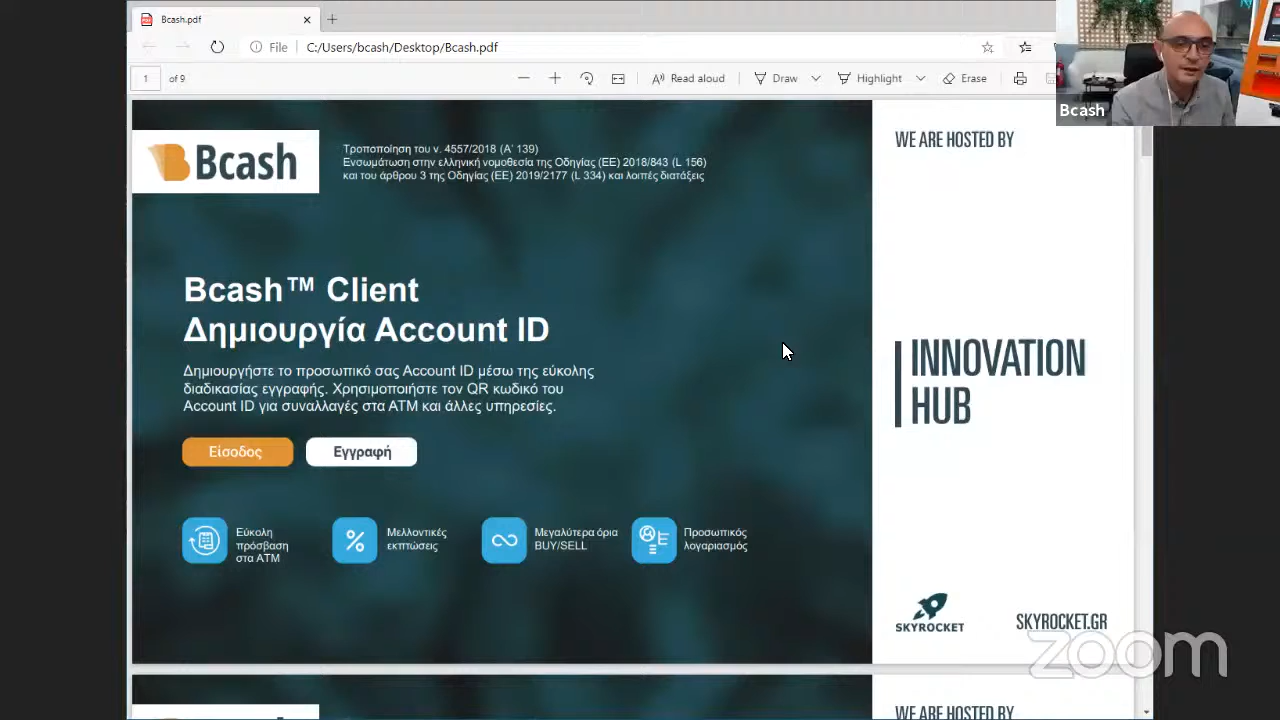 Bcash.pdf
File
C:/Users/bcash/Desktop/Bcash.pdf
1 of 9
Read aloud
Draw
Highlight
Erase
Bcash
Bcash
Τροποποίηση του ν. 4557/2018 (Α΄ 139)
Ενσωμάτωση στην ελληνική νομοθεσία της Οδηγίας (ΕΕ) 2018/843 (L 156)
και του άρθρου 3 της Οδηγίας (ΕΕ) 2019/2177 (L 334) και λοιπές διατάξεις
WE ARE HOSTED BY
Bcash™ Client
Δημιουργία Account ID
Δημιουργήστε το προσωπικό σας Account ID μέσω της εύκολης
διαδικασίας εγγραφής. Χρησιμοποιήστε τον QR κωδικό του
Account ID για συναλλαγές στα ΑΤΜ και άλλες υπηρεσίες.
Είσοδος
Εγγραφή
INNOVATION
HUB
Εύκολη
πρόσβαση
στα ΑΤΜ
Μελλοντικές
εκπτώσεις
Μεγαλύτερα όρια
BUY/SELL
Προσωπικός
λογαριασμός
SKYROCKET
SKYROCKET.GR
zoom
WE ARE HOSTED BY